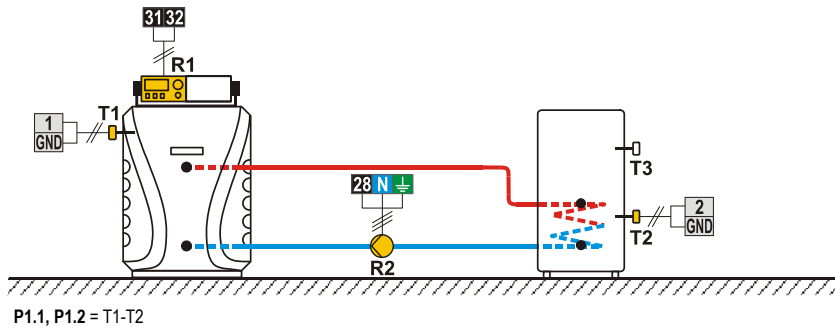 31 32
R1
T1
1
GND
28 N
T3
2
GND
T2
R2
P1.1, P1.2 = T1-T2